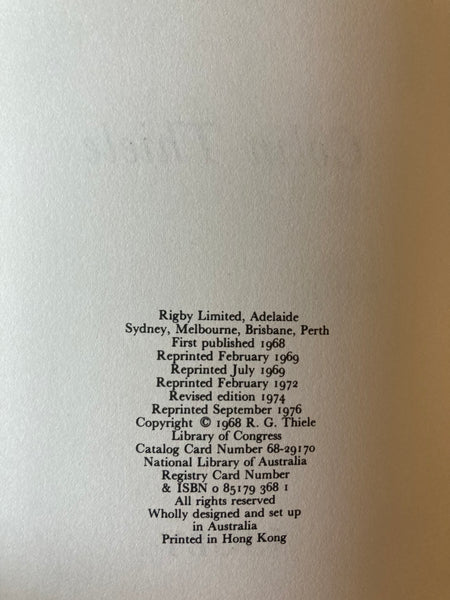 Colin Thiele
Rigby Limited, Adelaide
Sydney, Melbourne, Brisbane, Perth
First published 1968
Reprinted February 1969
Reprinted July 1969
Reprinted February 1972
Revised edition 1974
Reprinted September 1976
Copyright © 1968 R. G. Thiele
Library of Congress
Catalog Card Number 68-29170
National Library of Australia
Registry Card Number
& ISBN 0 85179 368 1
All rights reserved
Wholly designed and set up
in Australia
Printed in Hong Kong